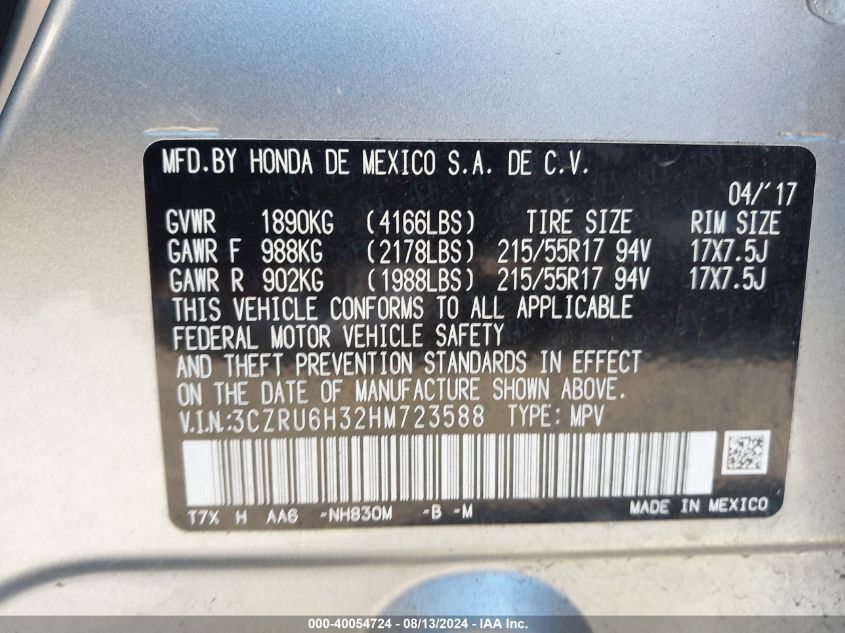 MFD.BY HONDA DE MEXICO S.A. DE C.V.
04/'17
GVWR 1890KG (4166LBS) TIRE SIZE RIM SIZE
GAWR F 988KG (2178LBS) 215/55R17 94V 17X7.5J
GAWR R 902KG (1988LBS) 215/55R17 94V 17X7.5J
THIS VEHICLE CONFORMS TO ALL APPLICABLE
FEDERAL MOTOR VEHICLE SAFETY
AND THEFT PREVENTION STANDARDS IN EFFECT
ON THE DATE OF MANUFACTURE SHOWN ABOVE.
V.I.N.:3CZRU6H32HM723588 TYPE: MPV
T7X H AA6 -NH830M -B -M MADE IN MEXICO
000-40054724 - 08/13/2024 - IAA Inc.